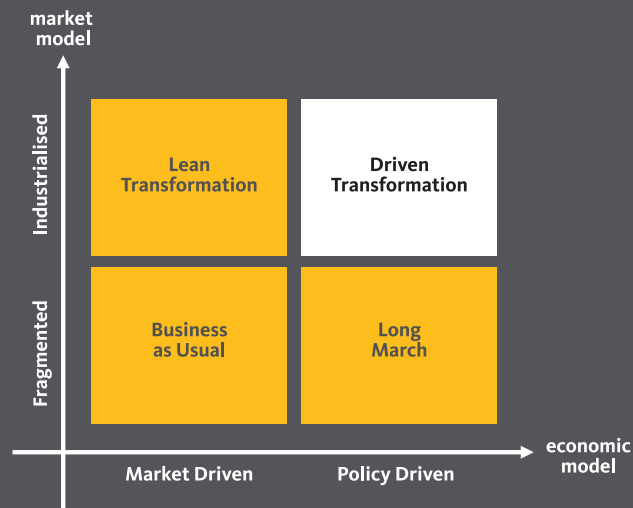 market
model
Industrialised
Lean
Transformation
Driven
Transformation
Fragmented
Business
as Usual
Long
March
economic
model
Market Driven
Policy Driven